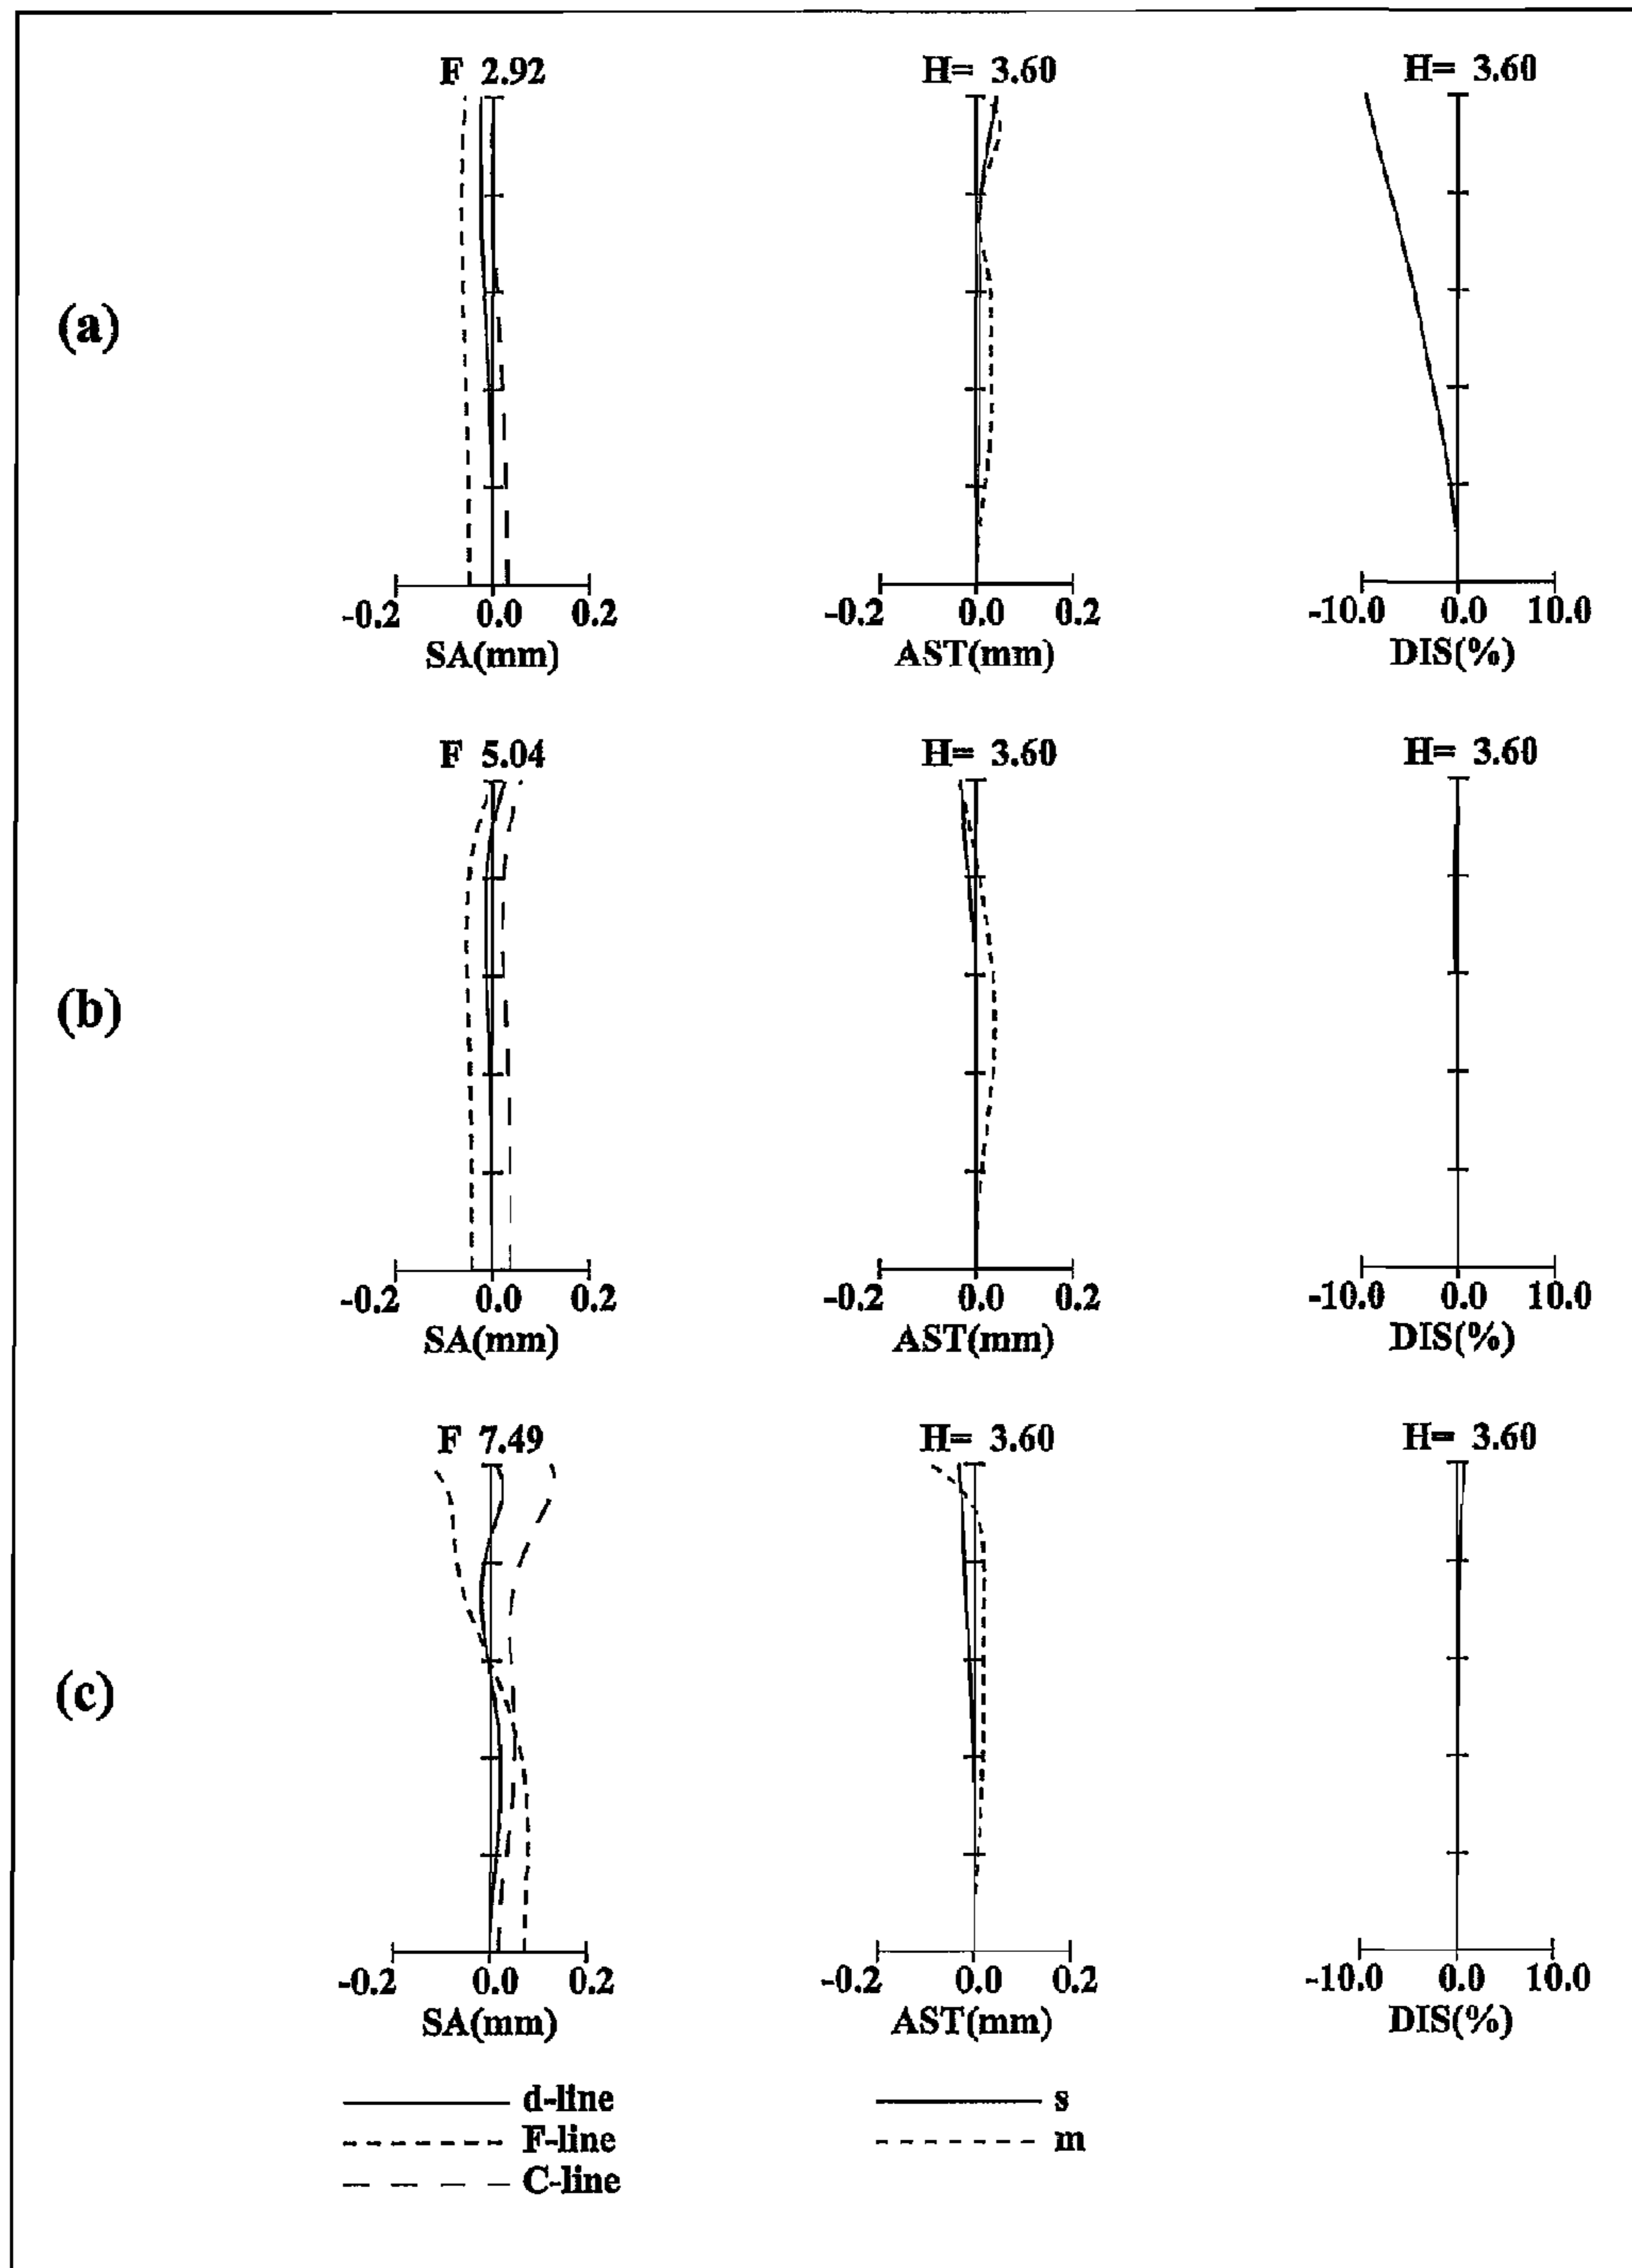 (a)
F 2.92
H= 3.60
H= 3.60
-0.2 0.0 0.2
SA(mm)
-0.2 0.0 0.2
AST(mm)
-10.0 0.0 10.0
DIS(%)
(b)
F 5.04
H= 3.60
H= 3.60
-0.2 0.0 0.2
SA(mm)
-0.2 0.0 0.2
AST(mm)
-10.0 0.0 10.0
DIS(%)
(c)
F 7.49
H= 3.60
H= 3.60
-0.2 0.0 0.2
SA(mm)
-0.2 0.0 0.2
AST(mm)
-10.0 0.0 10.0
DIS(%)
d-line
F-line
C-line
s
m